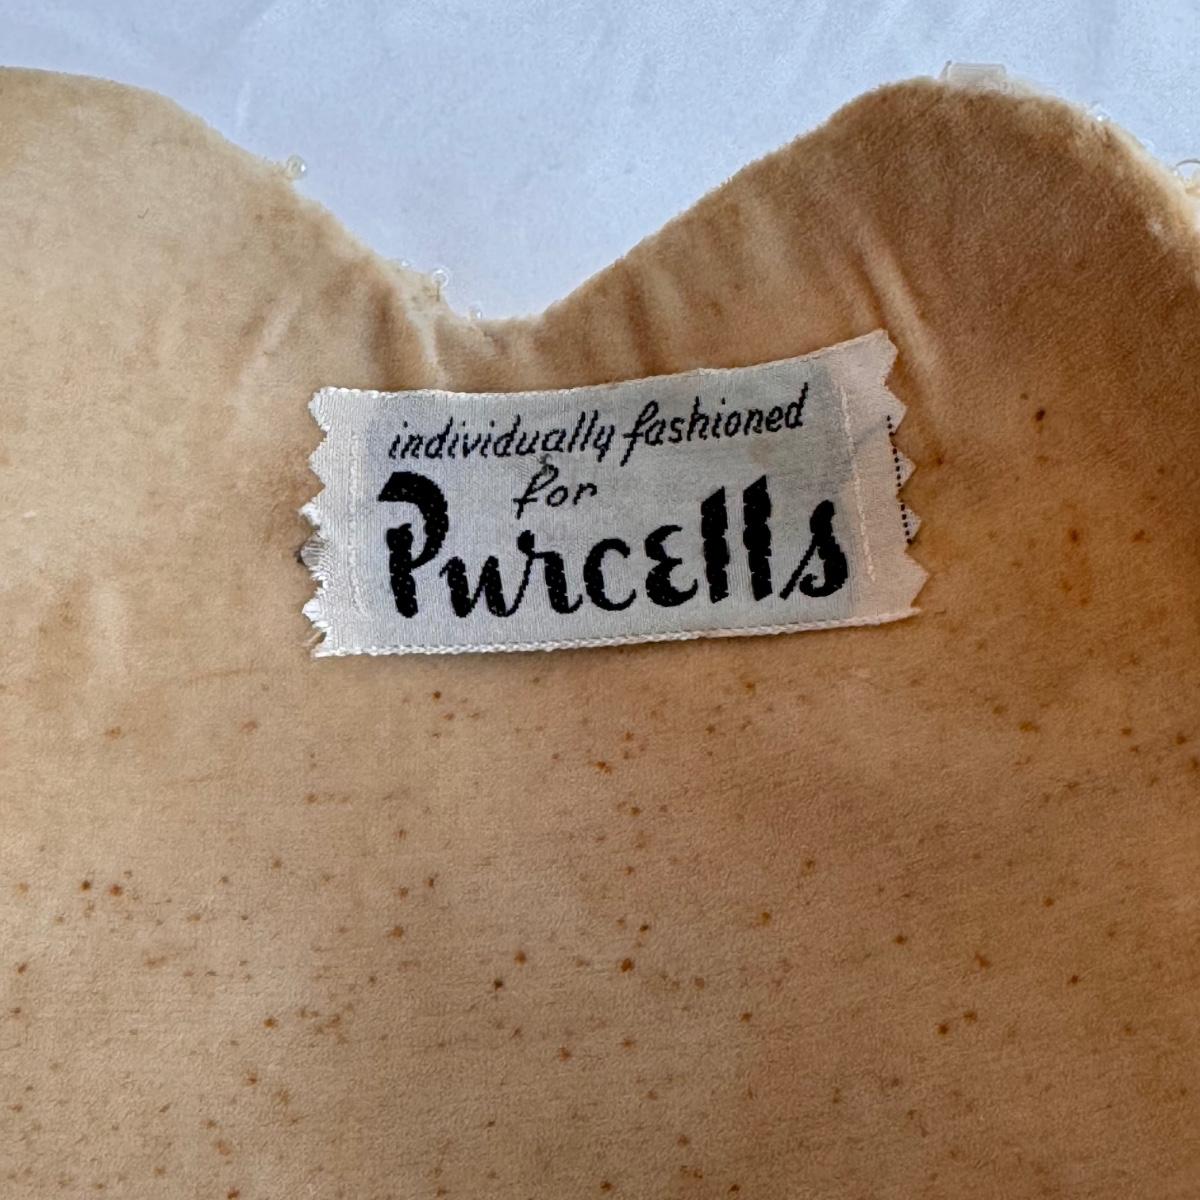 individually fashioned
for
Purcells